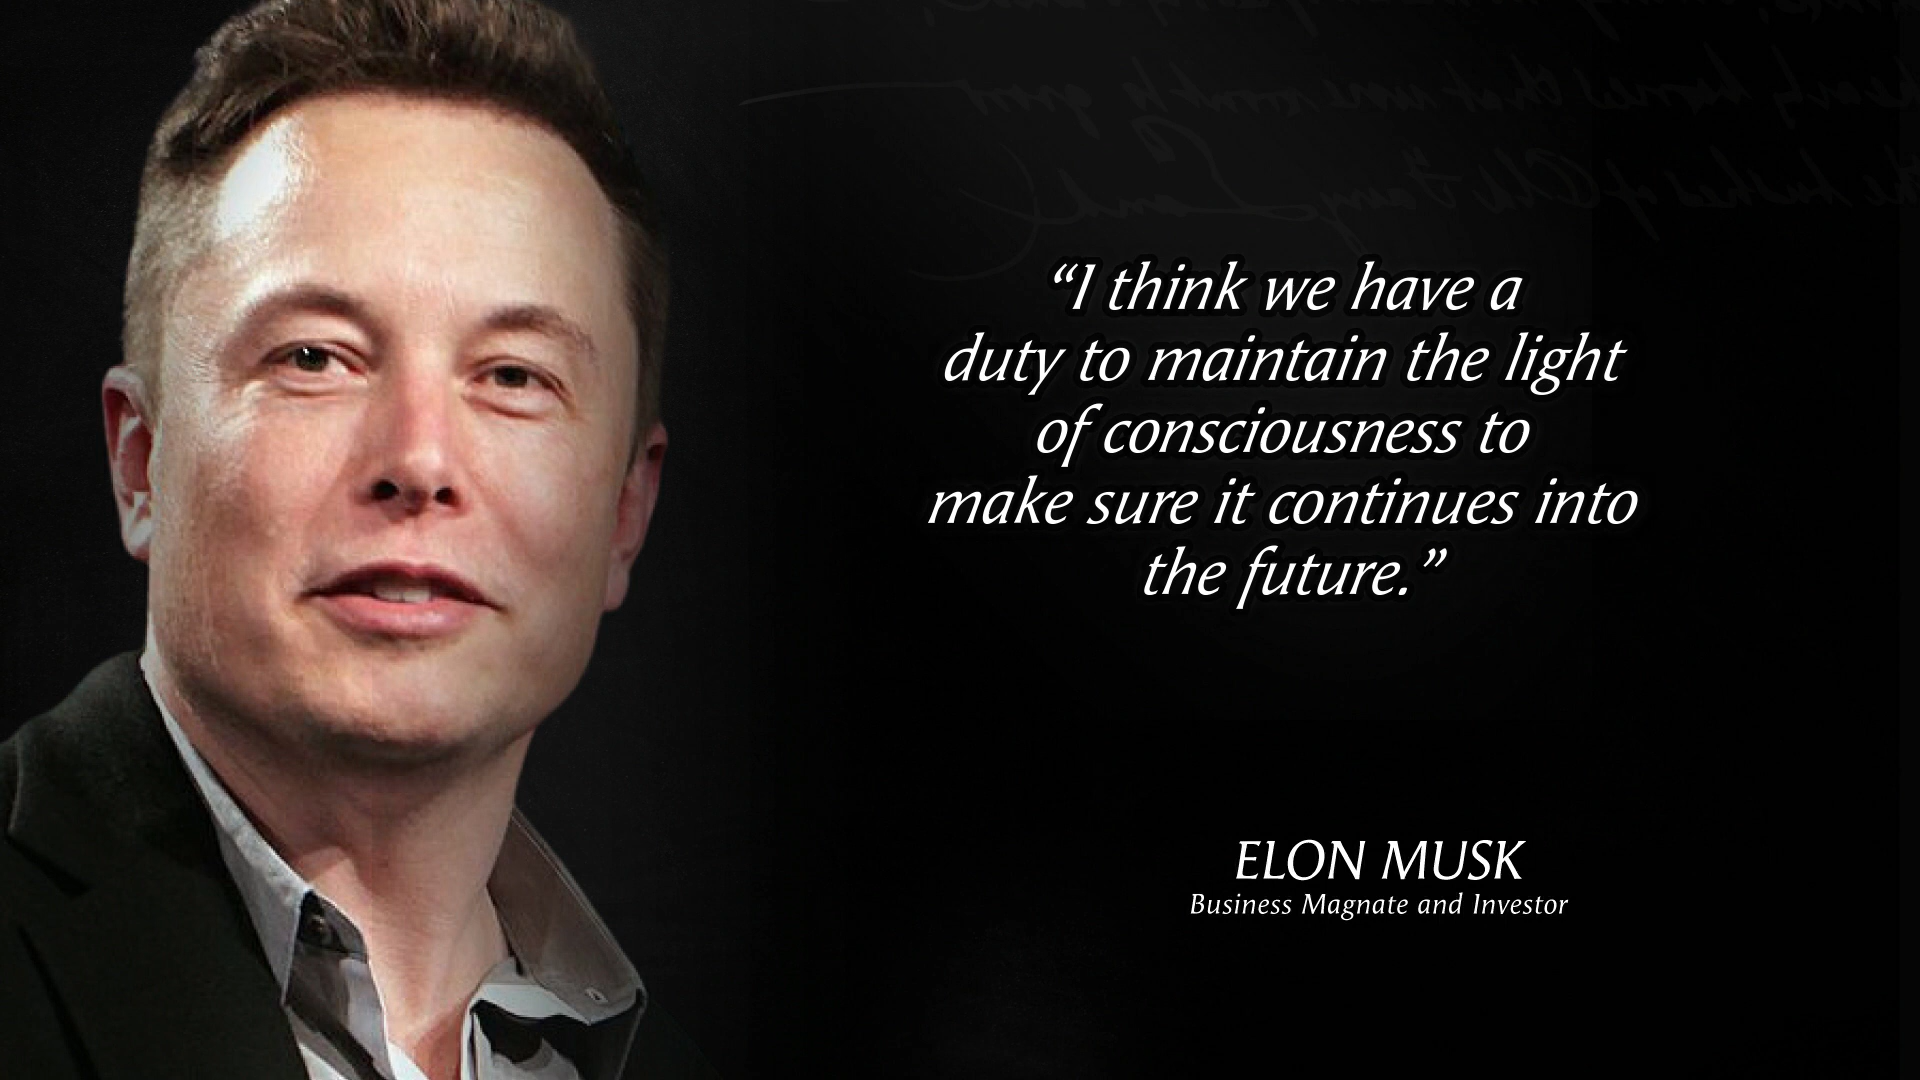 “I think we have a
duty to maintain the light
of consciousness to
make sure it continues into
the future.”
ELON MUSK
Business Magnate and Investor